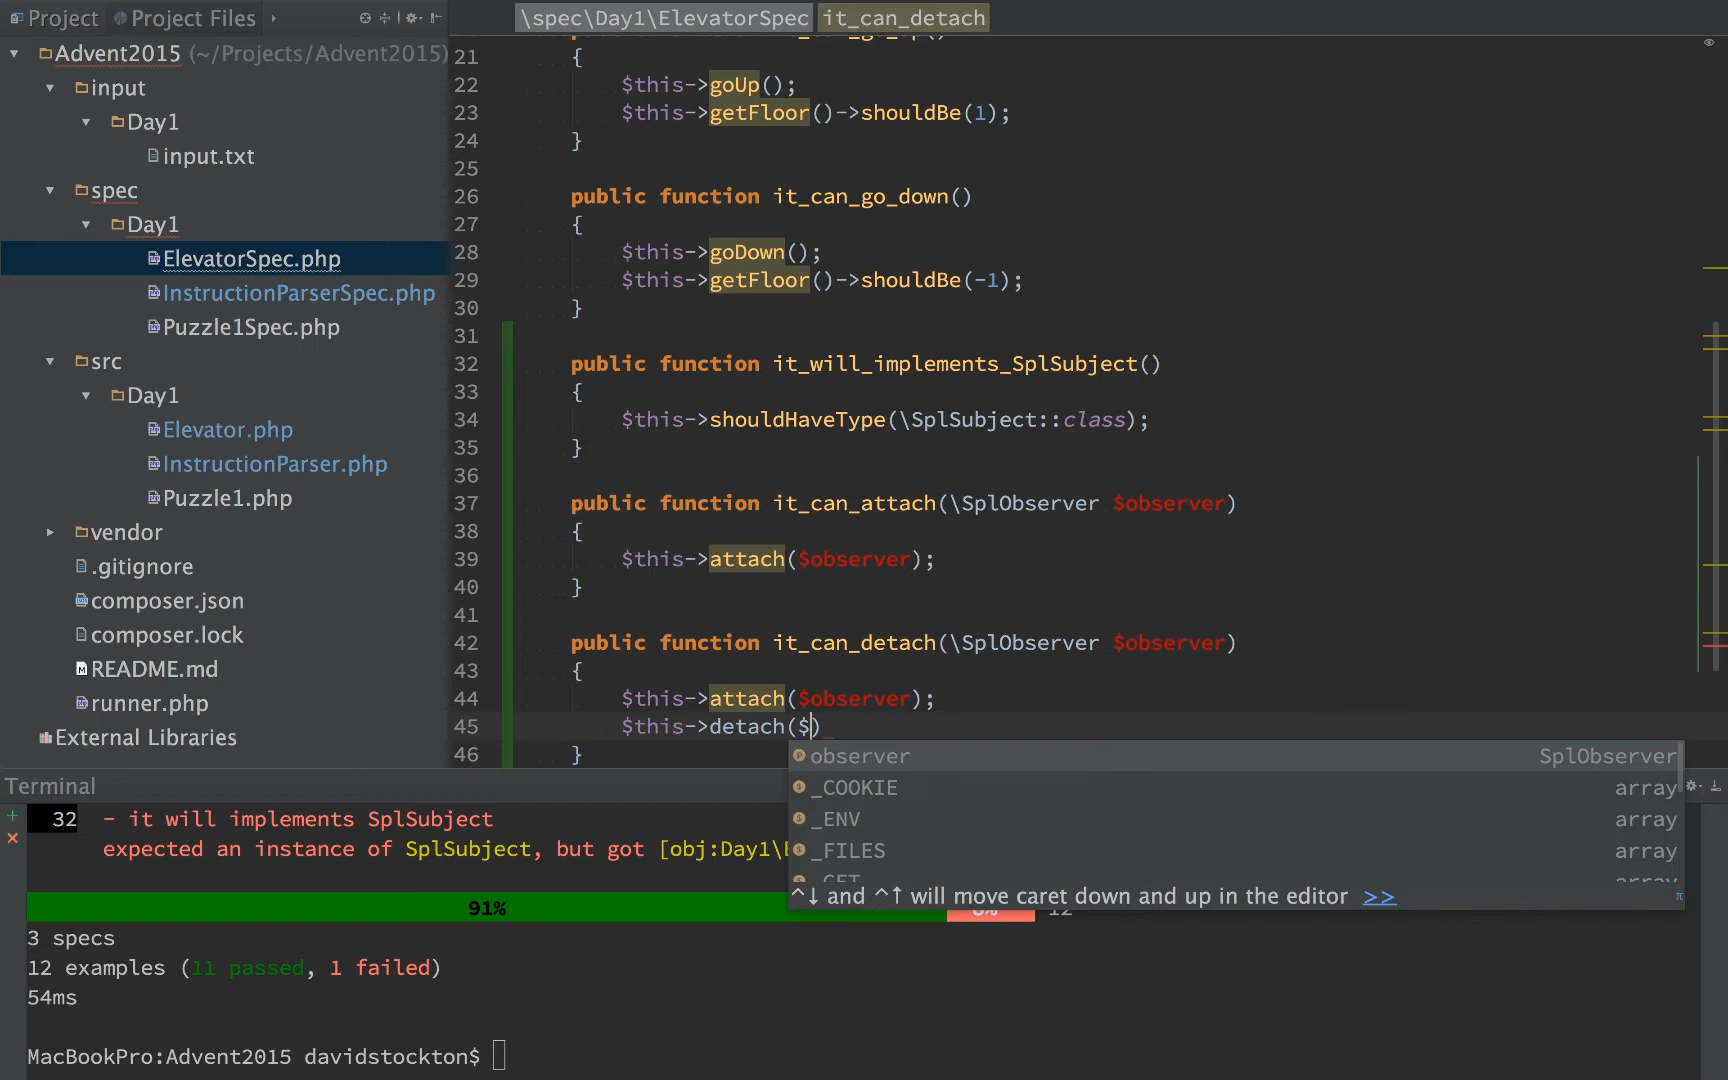 Project Project Files
\spec\Day1\ElevatorSpec it_can_detach
Advent2015 (~/Projects/Advent2015)
input
Day1
input.txt
spec
Day1
ElevatorSpec.php
InstructionParserSpec.php
Puzzle1Spec.php
src
Day1
Elevator.php
InstructionParser.php
Puzzle1.php
vendor
.gitignore
composer.json
composer.lock
README.md
runner.php
External Libraries
21 {
22 $this->goUp();
23 $this->getFloor()->shouldBe(1);
24 }
25
26 public function it_can_go_down()
27 {
28 $this->goDown();
29 $this->getFloor()->shouldBe(-1);
30 }
31
32 public function it_will_implements_SplSubject()
33 {
34 $this->shouldHaveType(\SplSubject::class);
35 }
36
37 public function it_can_attach(\SplObserver $observer)
38 {
39 $this->attach($observer);
40 }
41
42 public function it_can_detach(\SplObserver $observer)
43 {
44 $this->attach($observer);
45 $this->detach($)
46 }
observer SplObserver
_COOKIE array
_ENV array
_FILES array
^↓ and ^↑ will move caret down and up in the editor >>
Terminal
32 - it will implements SplSubject
expected an instance of SplSubject, but got [obj:Day1\
91%
3 specs
12 examples (11 passed, 1 failed)
54ms
MacBookPro:Advent2015 davidstockton$